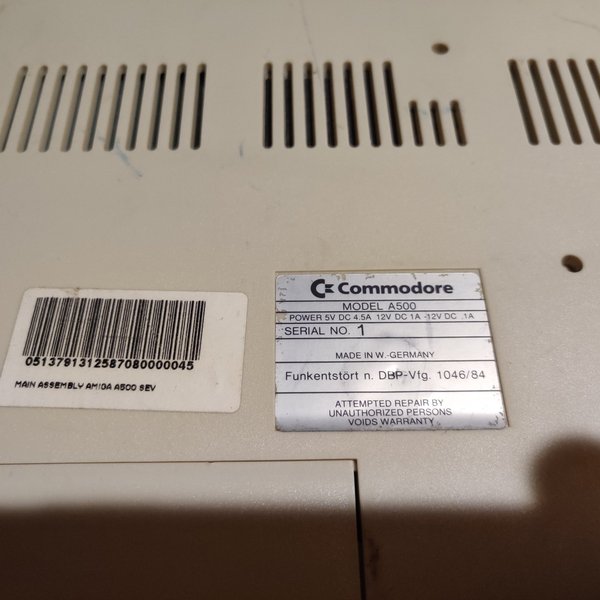 Commodore
MODEL A500
POWER 5V DC 4.5A 12V DC 1A -12V DC .1A
SERIAL NO. 1
MADE IN W.-GERMANY
Funkentstört n. DBP-Vfg. 1046/84
ATTEMPTED REPAIR BY
UNAUTHORIZED PERSONS
VOIDS WARRANTY
0513791312587080000045
MAIN ASSEMBLY AMIGA A500 SEV